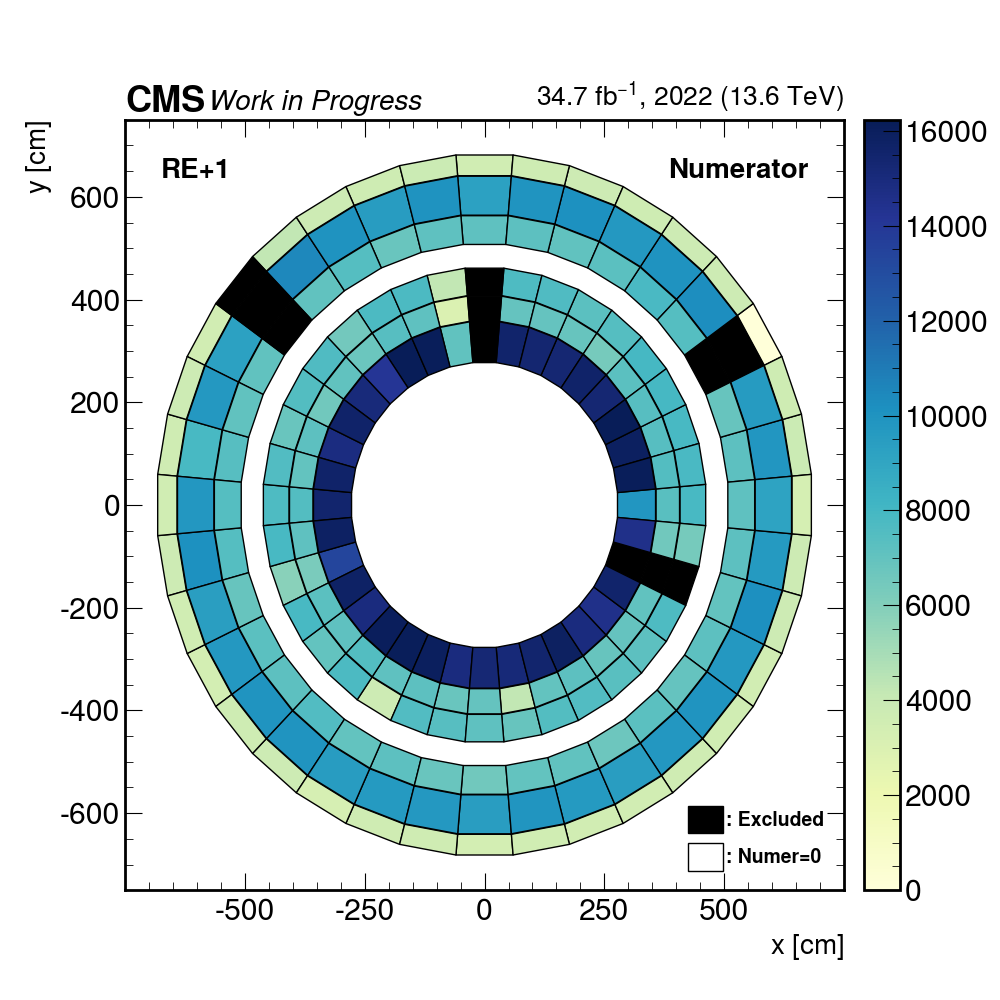 CMS Work in Progress
34.7 fb⁻¹, 2022 (13.6 TeV)
y [cm]
RE+1
Numerator
600
400
200
0
-200
-400
-600
: Excluded
: Numer=0
-500
-250
0
250
500
x [cm]
16000
14000
12000
10000
8000
6000
4000
2000
0